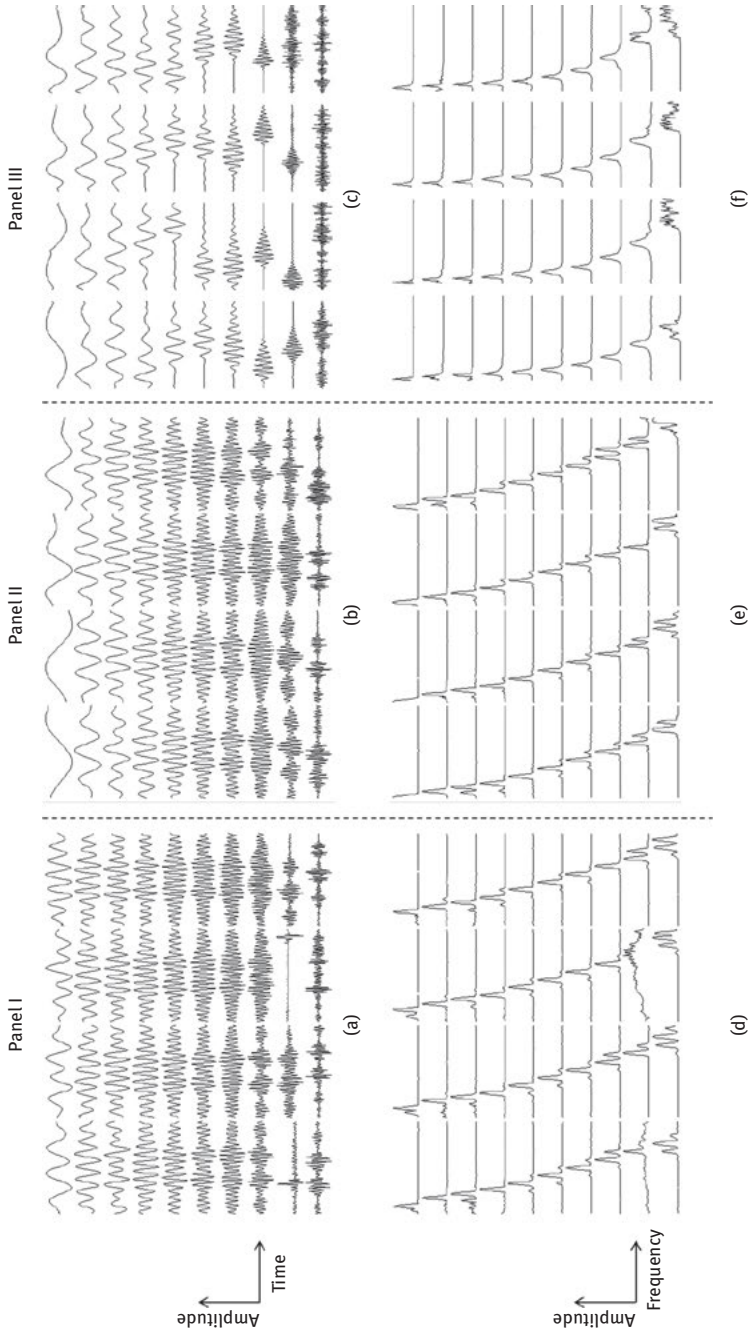 Panel I
Panel II
Panel III
Amplitude
Time
(a)
(b)
(c)
Amplitude
Frequency
(d)
(e)
(f)